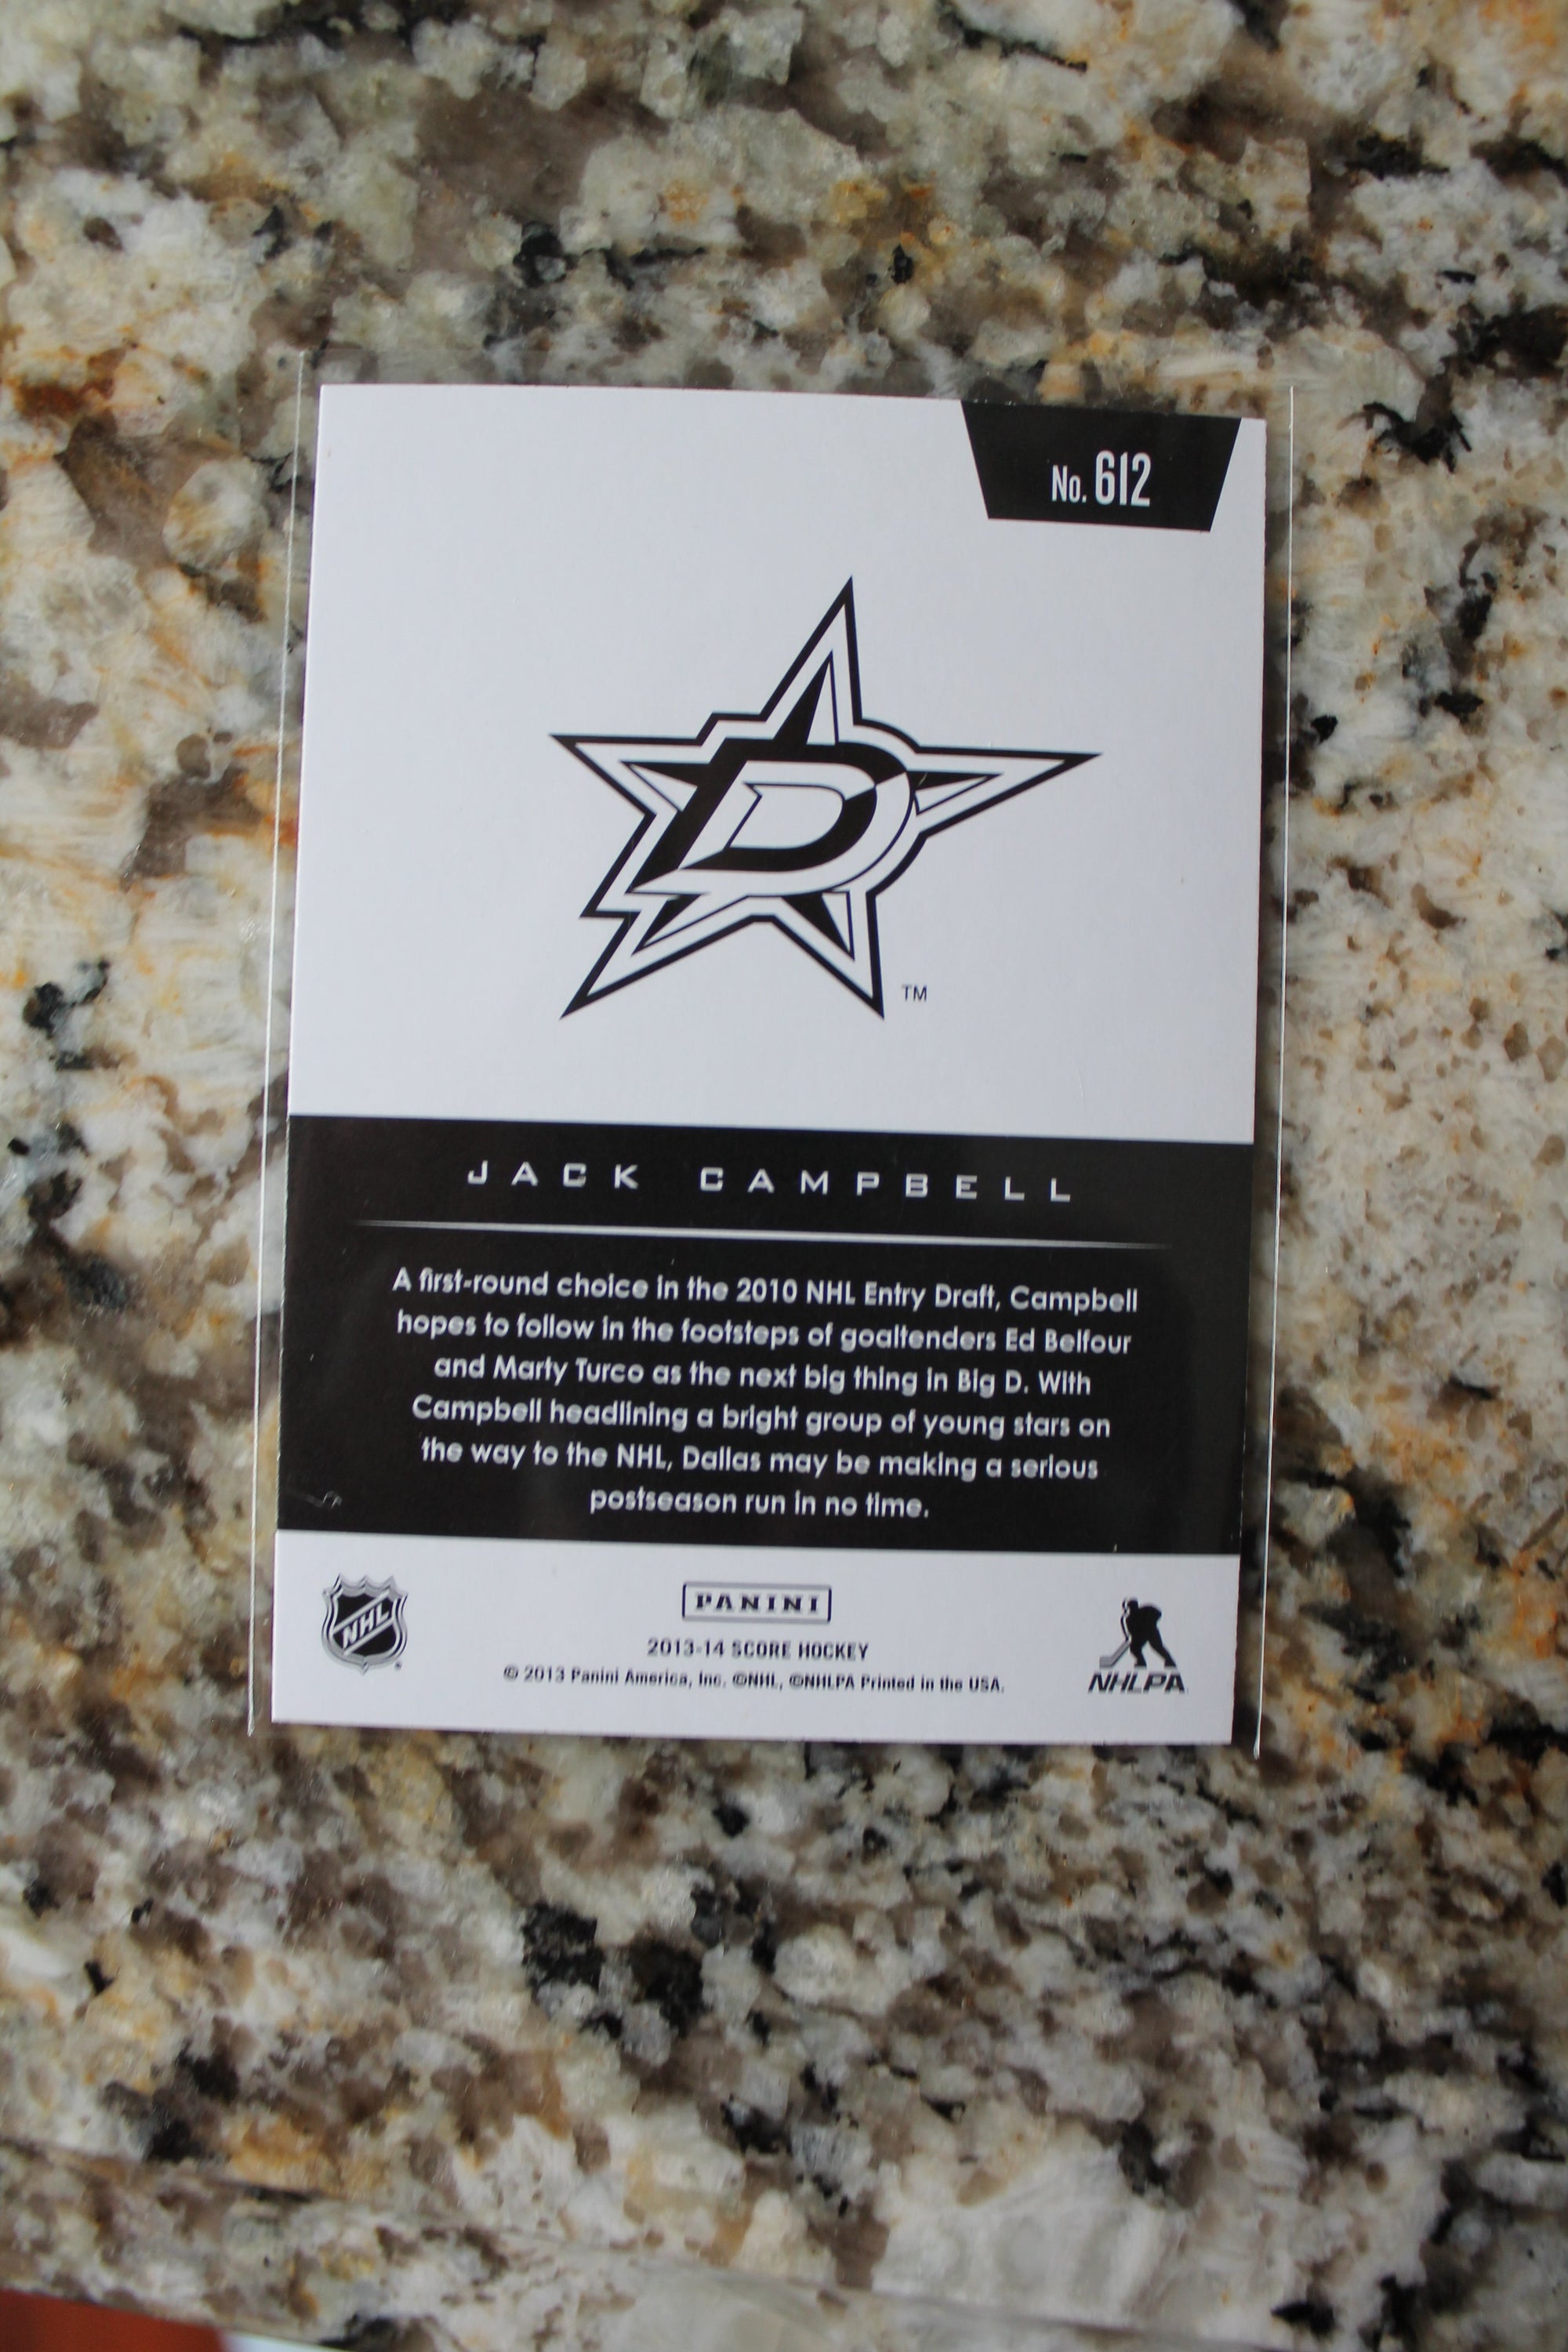 No. 612
D
TM
JACK CAMPBELL
A first-round choice in the 2010 NHL Entry Draft, Campbell
hopes to follow in the footsteps of goaltenders Ed Belfour
and Marty Turco as the next big thing in Big D. With
Campbell headlining a bright group of young stars on
the way to the NHL, Dallas may be making a serious
postseason run in no time.
NHL
PANINI
2013-14 SCORE HOCKEY
© 2013 Panini America, Inc. ©NHL, ©NHLPA Printed in the USA.
NHLPA